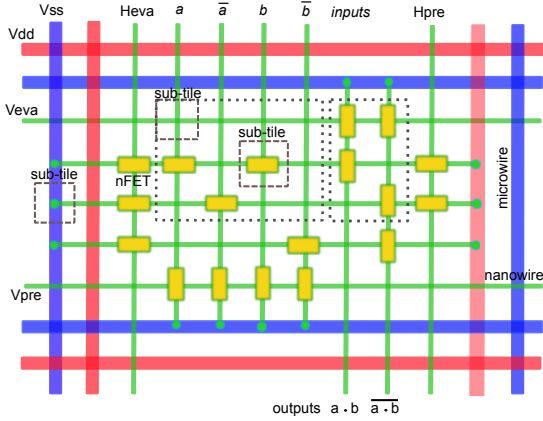 Vss Heva a a̅ b b̅ inputs Hpre
Vdd
sub-tile
Veva
sub-tile
sub-tile
nFET
microwire
nanowire
Vpre
outputs a · b a̅ ̅·̅ ̅b̅